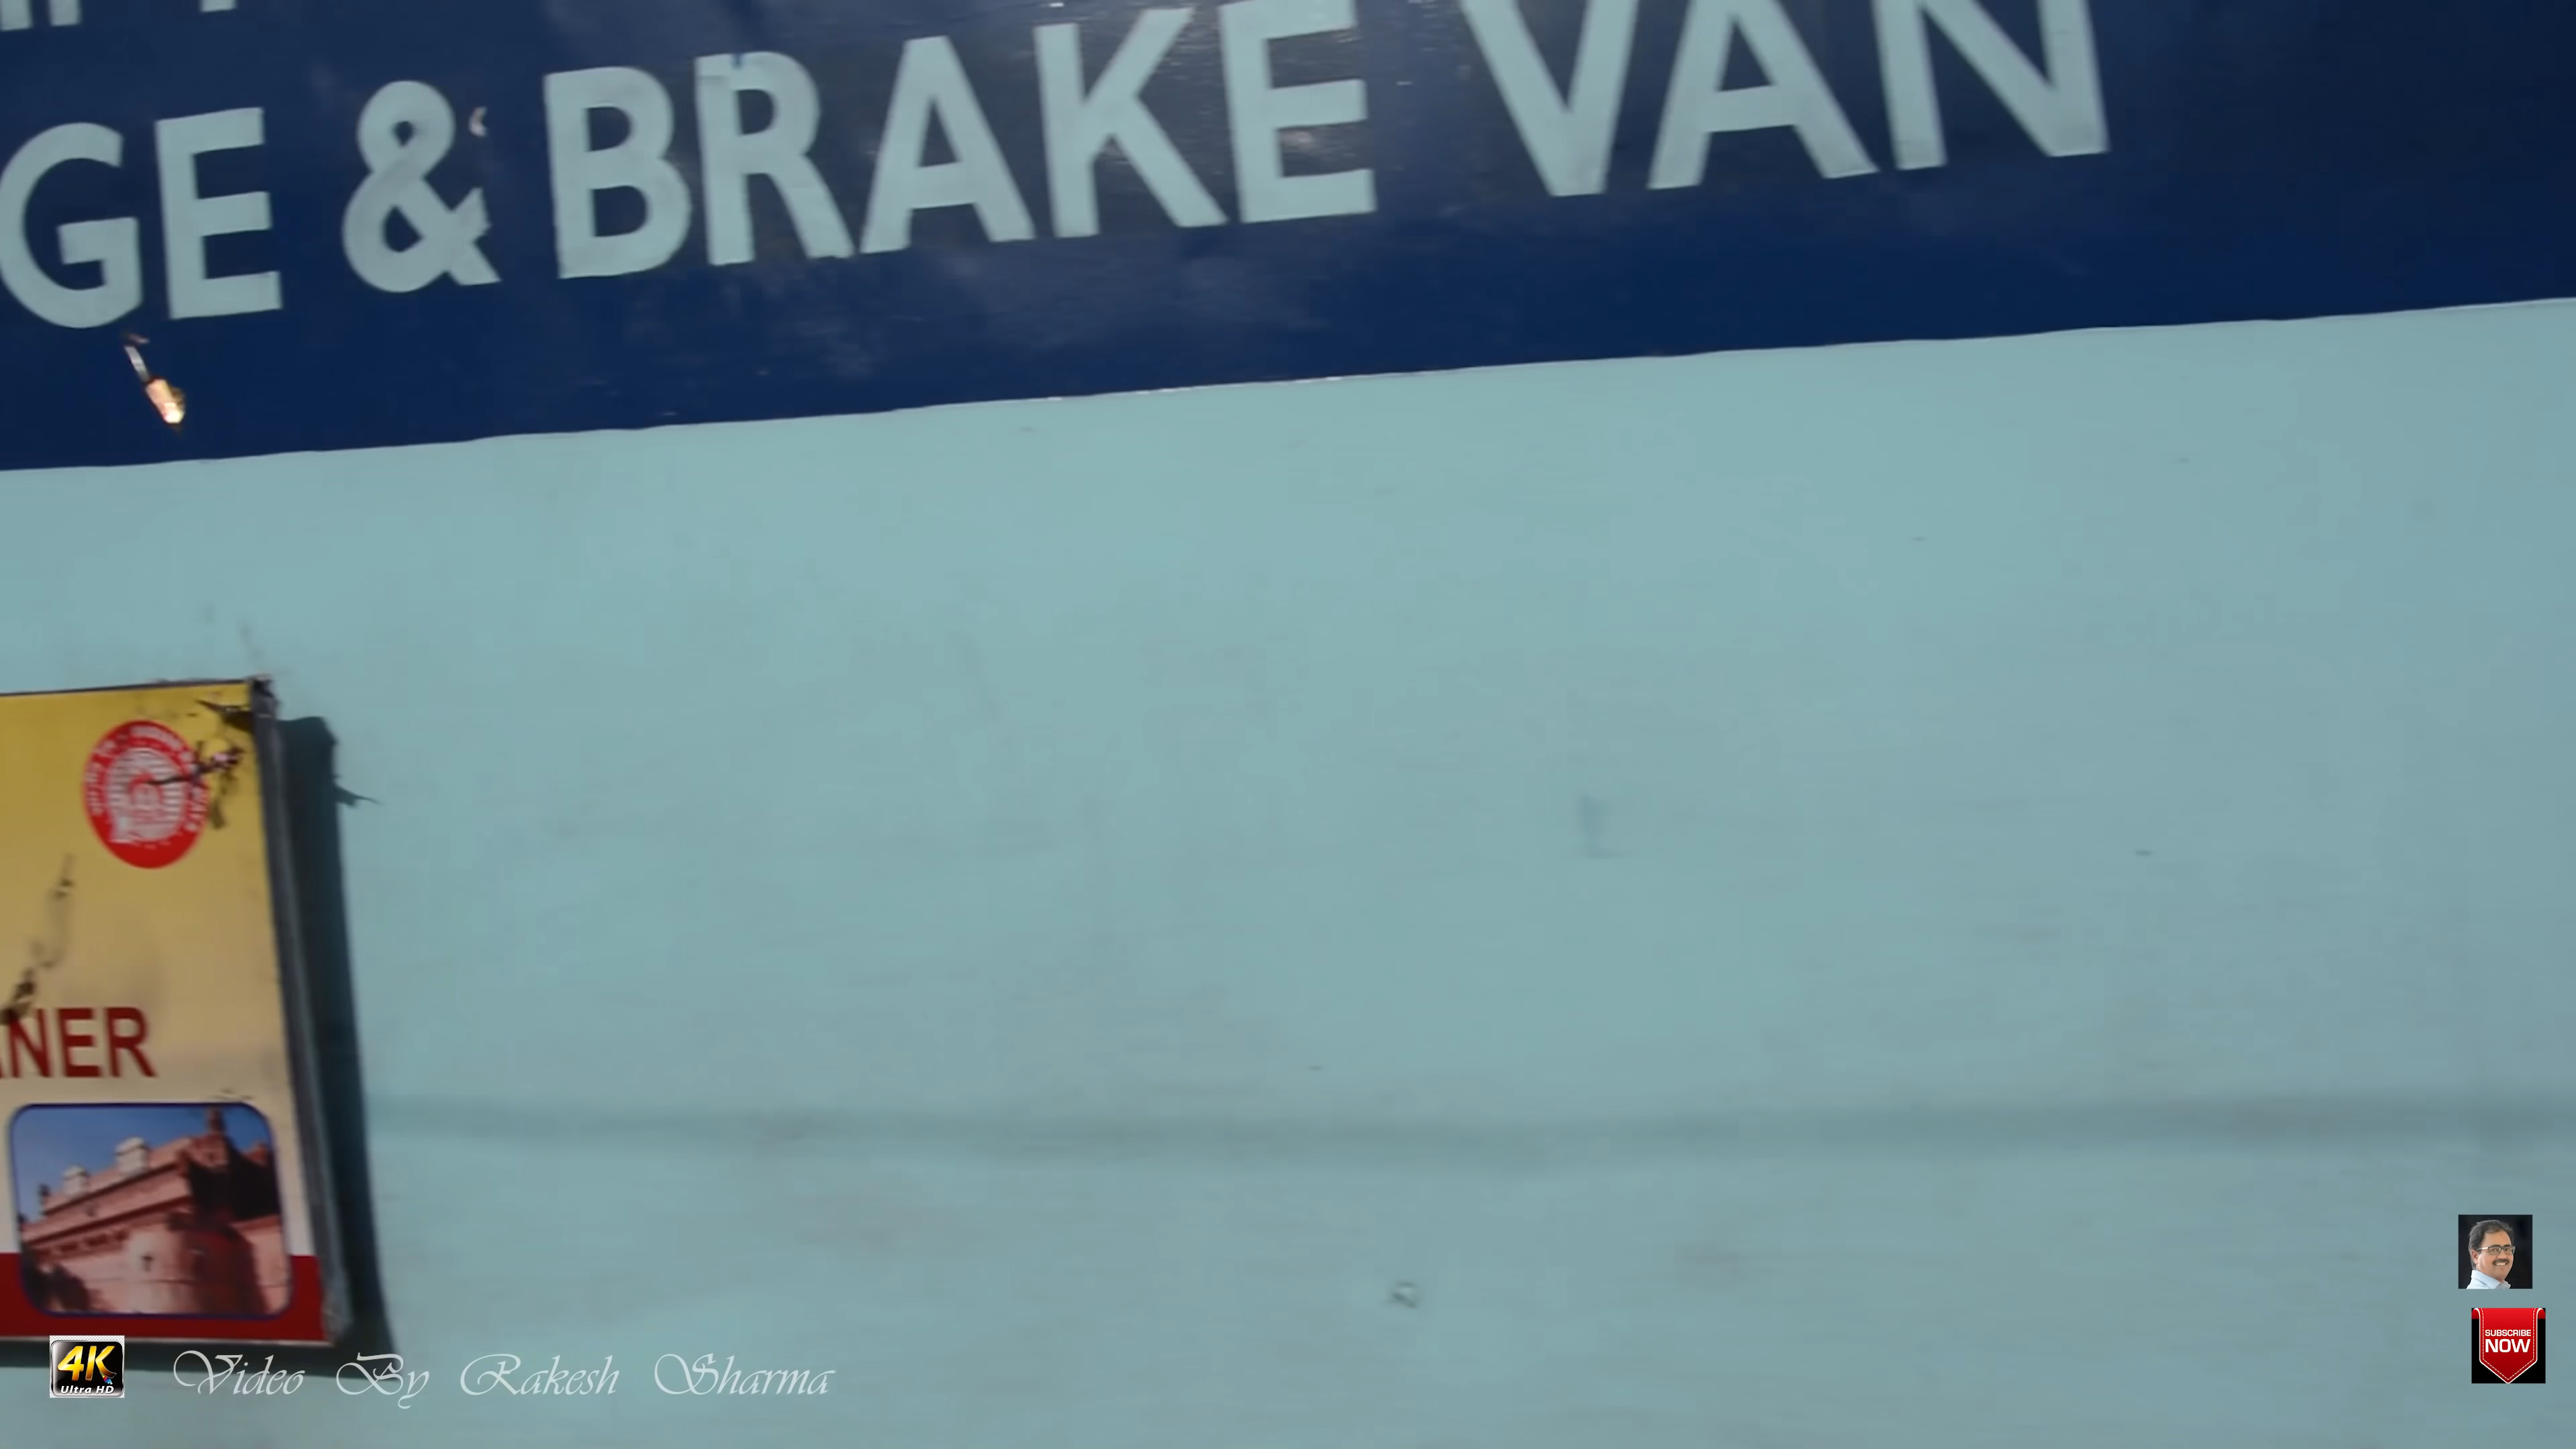 GE & BRAKE VAN
NER
4K
Ultra HD
Video By Rakesh Sharma
SUBSCRIBE
NOW